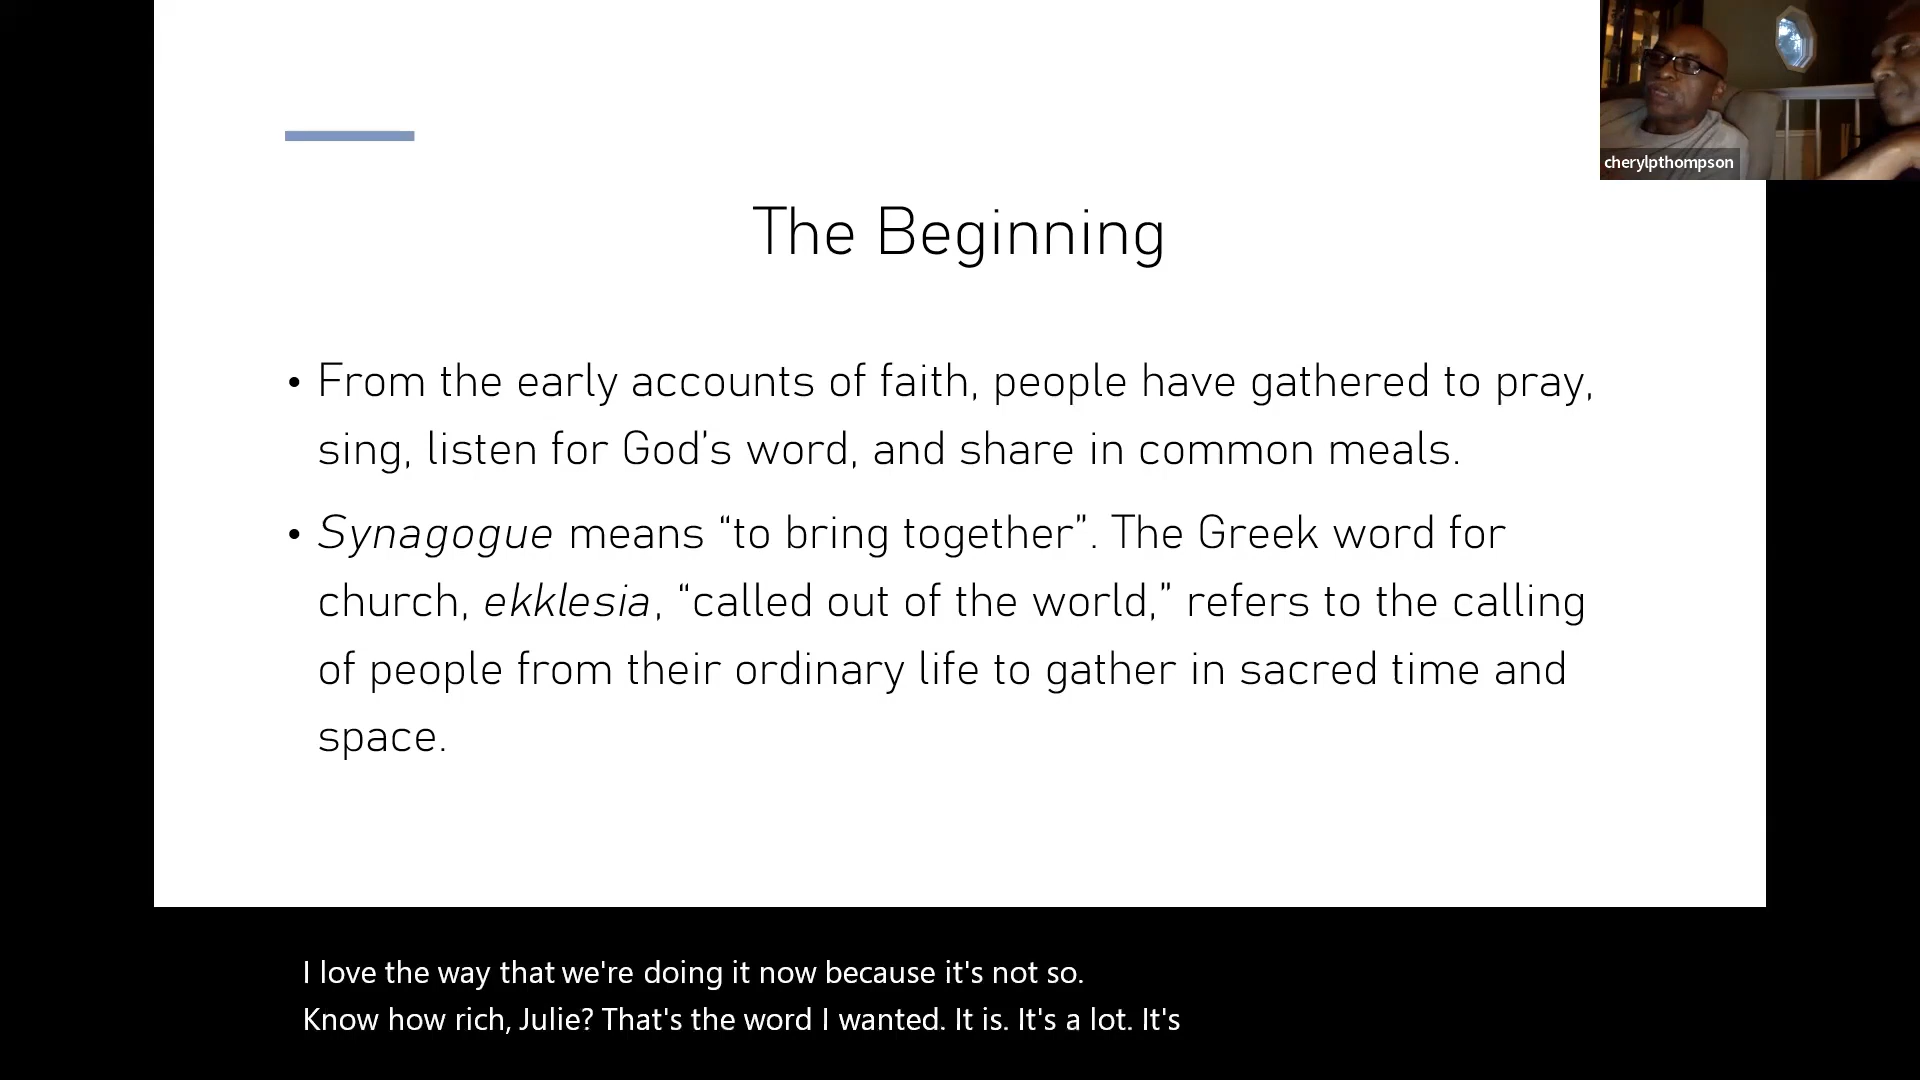 cherylpthompson
The Beginning
• From the early accounts of faith, people have gathered to pray,
sing, listen for God’s word, and share in common meals.
• Synagogue means “to bring together”. The Greek word for
church, ekklesia, “called out of the world,” refers to the calling
of people from their ordinary life to gather in sacred time and
space.
I love the way that we're doing it now because it's not so.
Know how rich, Julie? That's the word I wanted. It is. It's a lot. It's